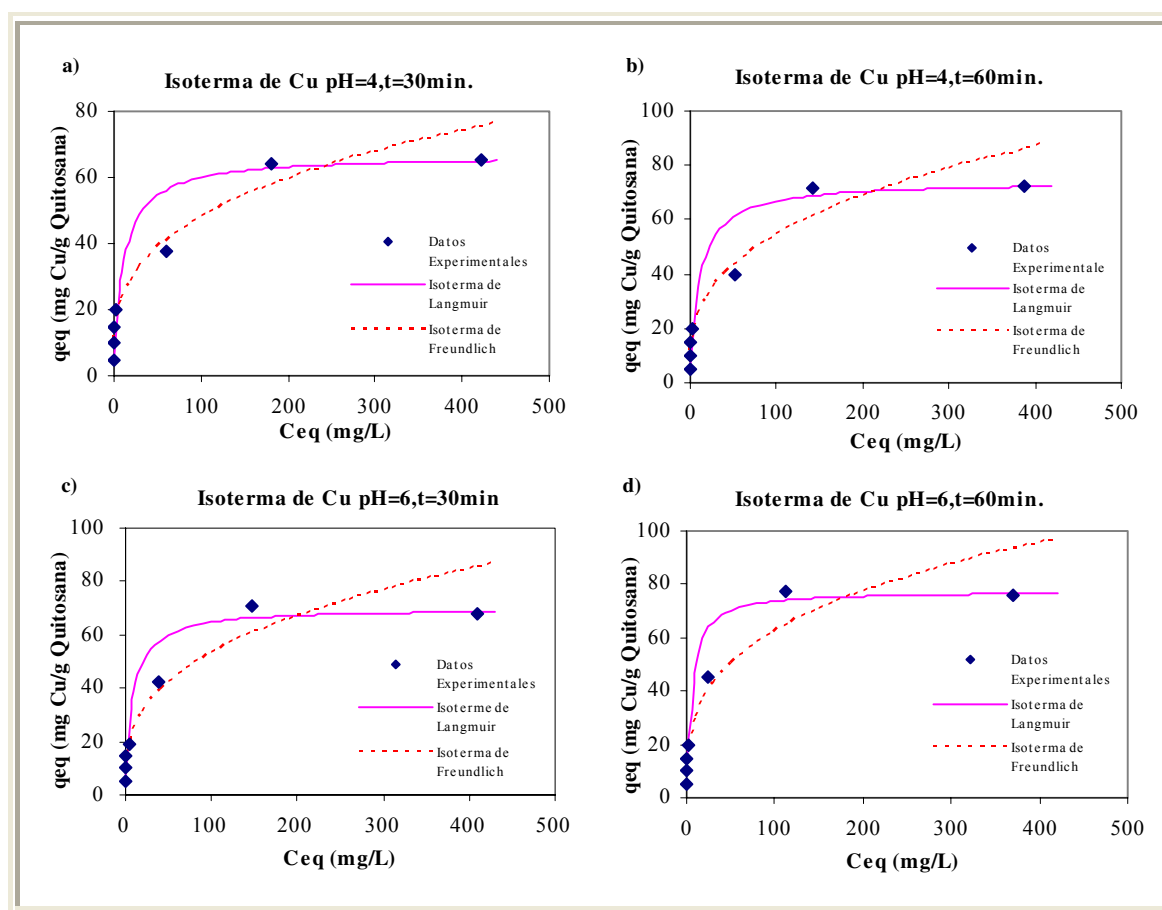 a)
Isoterma de Cu pH=4,t=30min.
qeq (mg Cu/g Quitosana)
80
60
40
20
0
0 100 200 300 400 500
Ceq (mg/L)
Datos
Experimentales
Isoterma de
Langmuir
Isoterma de
Freundlich
b)
Isoterma de Cu pH=4,t=60min.
qeq (mg Cu/g Quitosana)
100
80
60
40
20
0
0 100 200 300 400 500
Ceq (mg/L)
Datos
Experimentale
Isoterma de
Langmuir
Isoterma de
Freundlich
c)
Isoterma de Cu pH=6,t=30min
qeq (mg Cu/g Quitosana)
100
80
60
40
20
0
0 100 200 300 400 500
Ceq (mg/L)
Datos
Experimentales
Isoterme de
Langmuir
Isoterma de
Freundlich
d)
Isoterma de Cu pH=6,t=60min.
qeq (mg Cu/g Quitosana)
100
80
60
40
20
0
0 100 200 300 400 500
Ceq (mg/L)
Datos
Experimentales
Isoterma de
Langmuir
Isoterma de
Freundlich